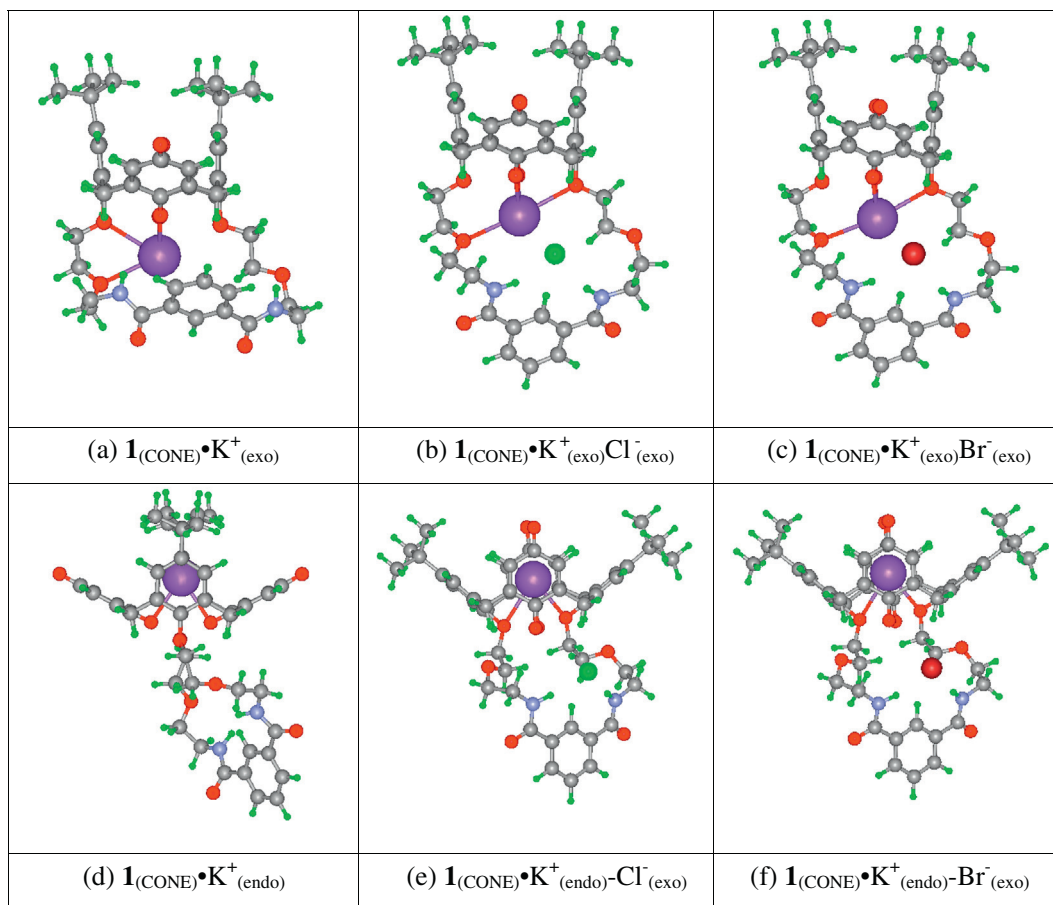 (a) 1(CONE)•K⁺(exo)
(b) 1(CONE)•K⁺(exo)Cl⁻(exo)
(c) 1(CONE)•K⁺(exo)Br⁻(exo)
(d) 1(CONE)•K⁺(endo)
(e) 1(CONE)•K⁺(endo)-Cl⁻(exo)
(f) 1(CONE)•K⁺(endo)-Br⁻(exo)